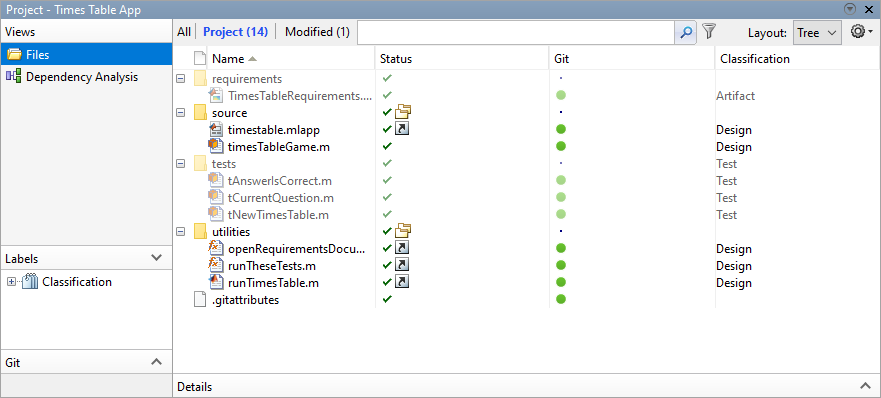 Project - Times Table App
Views
Files
Dependency Analysis
Labels
Classification
Git
All Project (14) Modified (1) Layout: Tree
Name Status Git Classification
requirements
TimesTableRequirements.... Artifact
source
timestable.mlapp Design
timesTableGame.m Design
tests Test
tAnswerIsCorrect.m Test
tCurrentQuestion.m Test
tNewTimesTable.m Test
utilities
openRequirementsDocu... Design
runTheseTests.m Design
runTimesTable.m Design
.gitattributes
Details